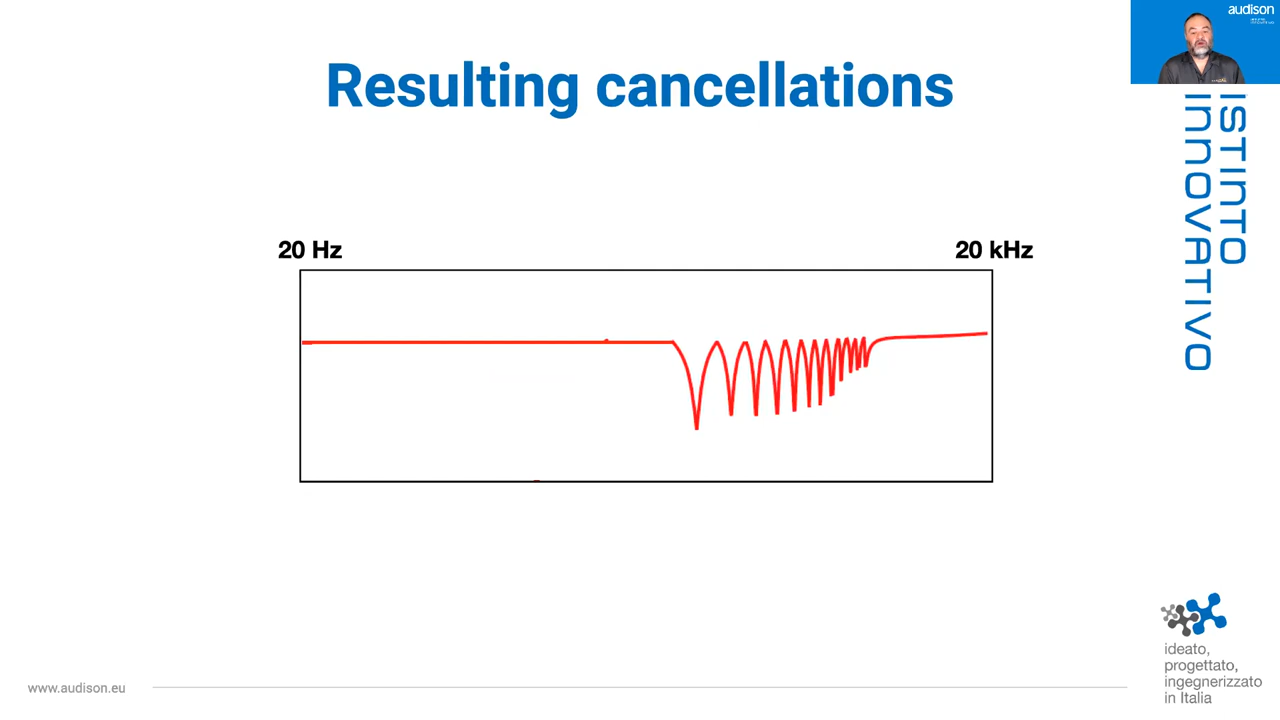 Resulting cancellations
audison
ISTINTO
INNOVATIVO
20 Hz
20 kHz
ideato,
progettato,
ingegnerizzato
in Italia
www.audison.eu